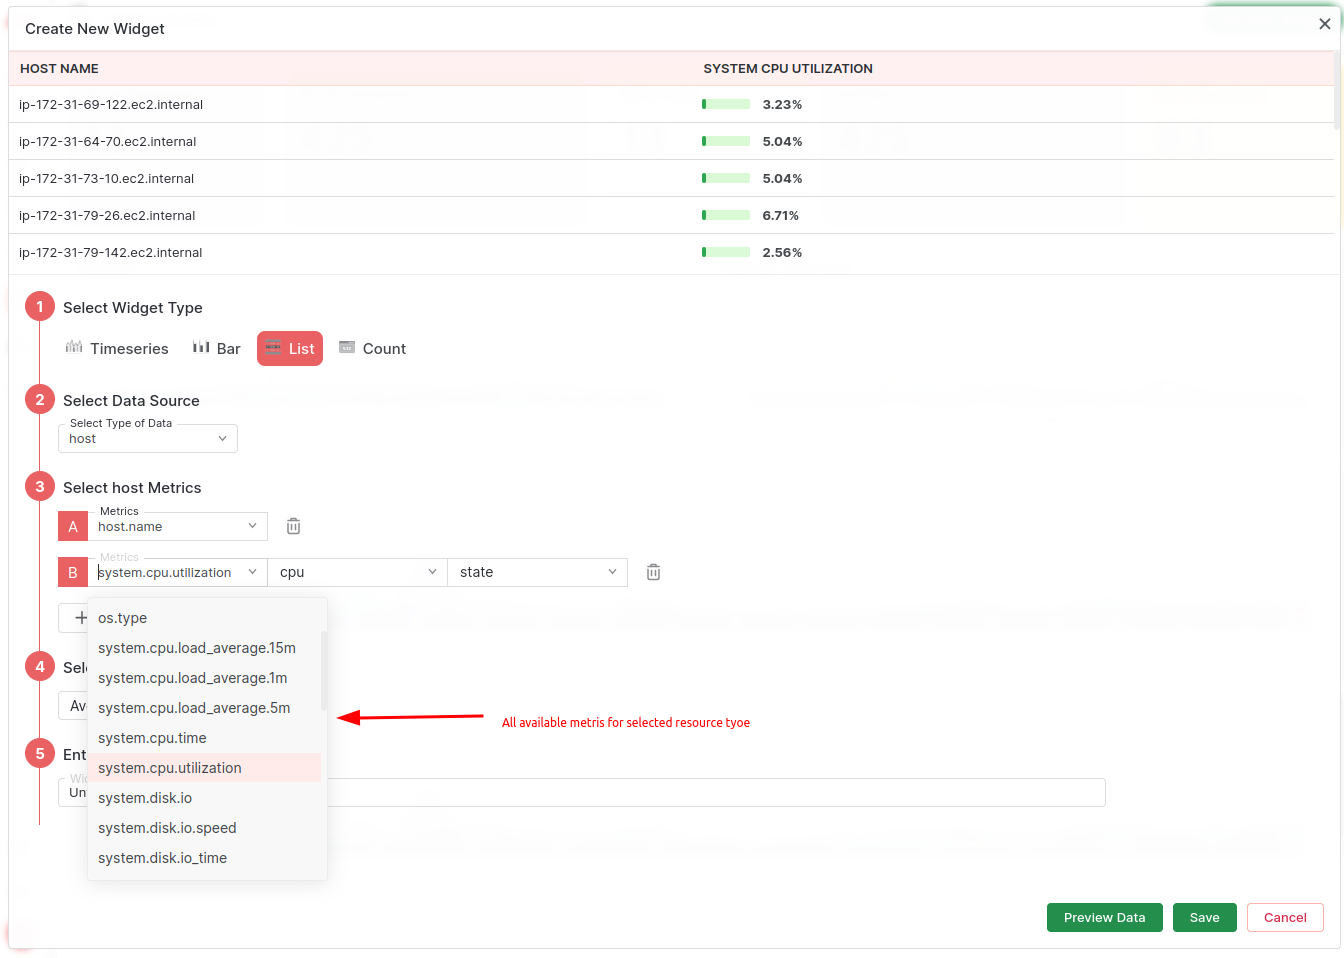 Create New Widget
HOST NAME SYSTEM CPU UTILIZATION
ip-172-31-69-122.ec2.internal 3.23%
ip-172-31-64-70.ec2.internal 5.04%
ip-172-31-73-10.ec2.internal 5.04%
ip-172-31-79-26.ec2.internal 6.71%
ip-172-31-79-142.ec2.internal 2.56%
1 Select Widget Type
Timeseries Bar List Count
2 Select Data Source
Select Type of Data
host
3 Select host Metrics
Metrics
A host.name
Metrics
B system.cpu.utilization cpu state
+
os.type
system.cpu.load_average.15m
4 Sel
system.cpu.load_average.1m
Av system.cpu.load_average.5m
All available metris for selected resource tyoe
system.cpu.time
5 Ent
system.cpu.utilization
Wi
Un system.disk.io
system.disk.io.speed
system.disk.io_time
Preview Data Save Cancel